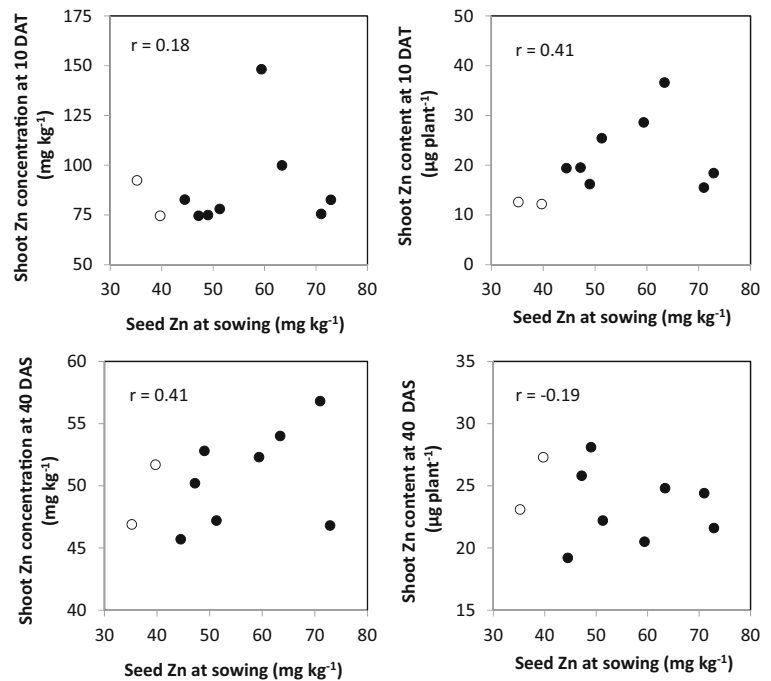 Shoot Zn concentration at 10 DAT
(mg kg⁻¹)
175
150
125
100
75
50
r = 0.18
30 40 50 60 70 80
Seed Zn at sowing (mg kg⁻¹)
Shoot Zn content at 10 DAT
(µg plant⁻¹)
50
40
30
20
10
0
r = 0.41
30 40 50 60 70 80
Seed Zn at sowing (mg kg⁻¹)
Shoot Zn concentration at 40 DAS
(mg kg⁻¹)
60
55
50
45
40
r = 0.41
30 40 50 60 70 80
Seed Zn at sowing (mg kg⁻¹)
Shoot Zn content at 40 DAS
(µg plant⁻¹)
35
30
25
20
15
r = -0.19
30 40 50 60 70 80
Seed Zn at sowing (mg kg⁻¹)